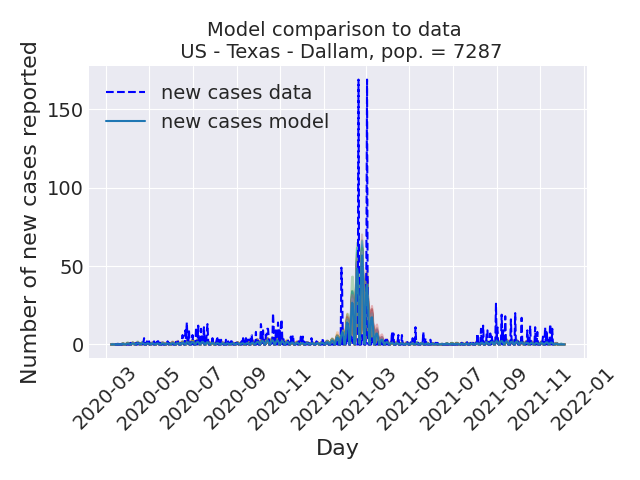 Model comparison to data
US - Texas - Dallam, pop. = 7287
Number of new cases reported
150
100
50
0
new cases data
new cases model
2020-03
2020-05
2020-07
2020-09
2020-11
2021-01
2021-03
2021-05
2021-07
2021-09
2021-11
2022-01
Day